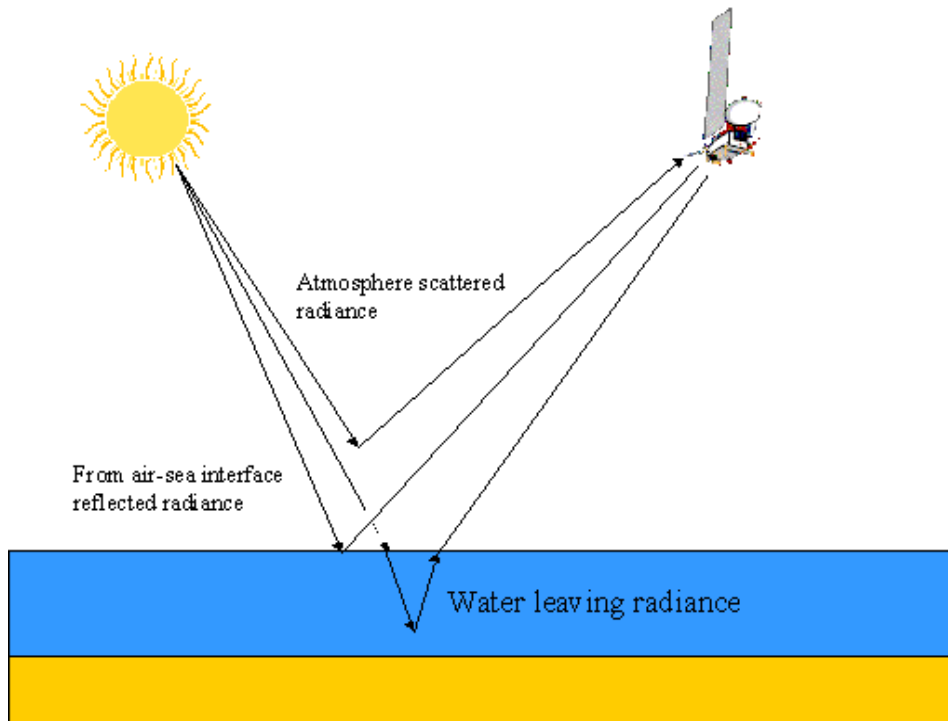 Atmosphere scattered
radiance
From air-sea interface
reflected radiance
Water leaving radiance